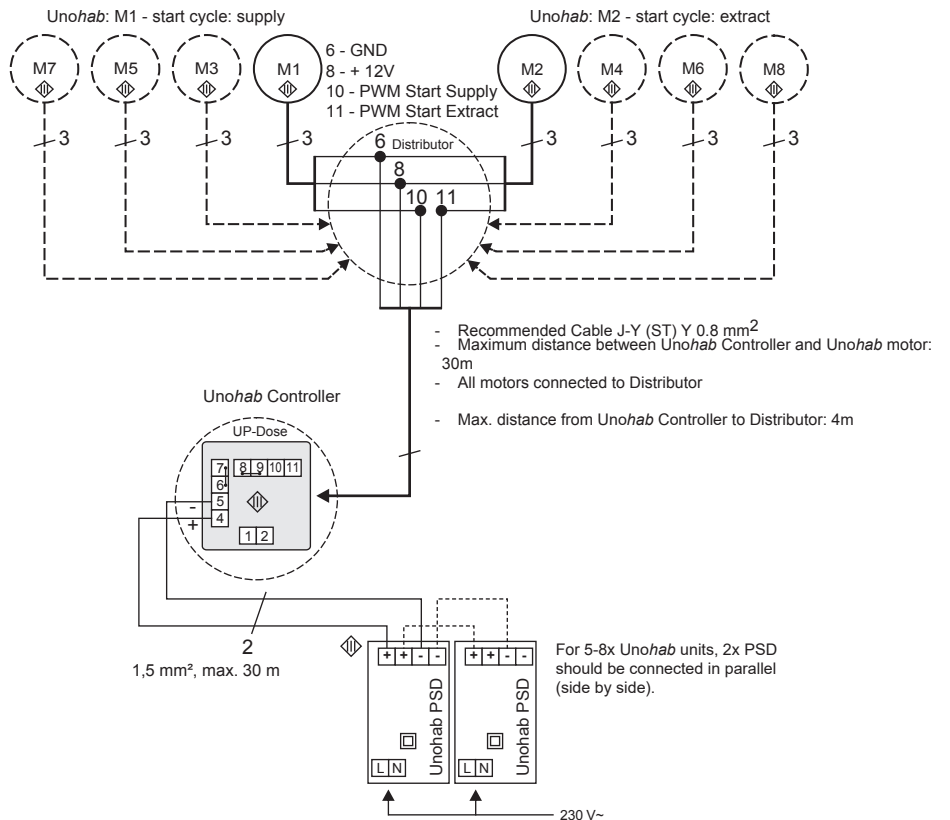 Unohab: M1 - start cycle: supply
Unohab: M2 - start cycle: extract
M7
M5
M3
M1
6 - GND
8 - + 12V
10 - PWM Start Supply
11 - PWM Start Extract
M2
M4
M6
M8
3
3
3
3
3
3
3
3
6 Distributor
8
10 11
- Recommended Cable J-Y (ST) Y 0.8 mm²
- Maximum distance between Unohab Controller and Unohab motor:
30m
- All motors connected to Distributor
- Max. distance from Unohab Controller to Distributor: 4m
Unohab Controller
UP-Dose
7 8 9 10 11
6
5
4
- 
+
1 2
2
1,5 mm², max. 30 m
+ + - -
+ + - -
Unohab PSD
Unohab PSD
L N
L N
For 5-8x Unohab units, 2x PSD
should be connected in parallel
(side by side).
230 V~